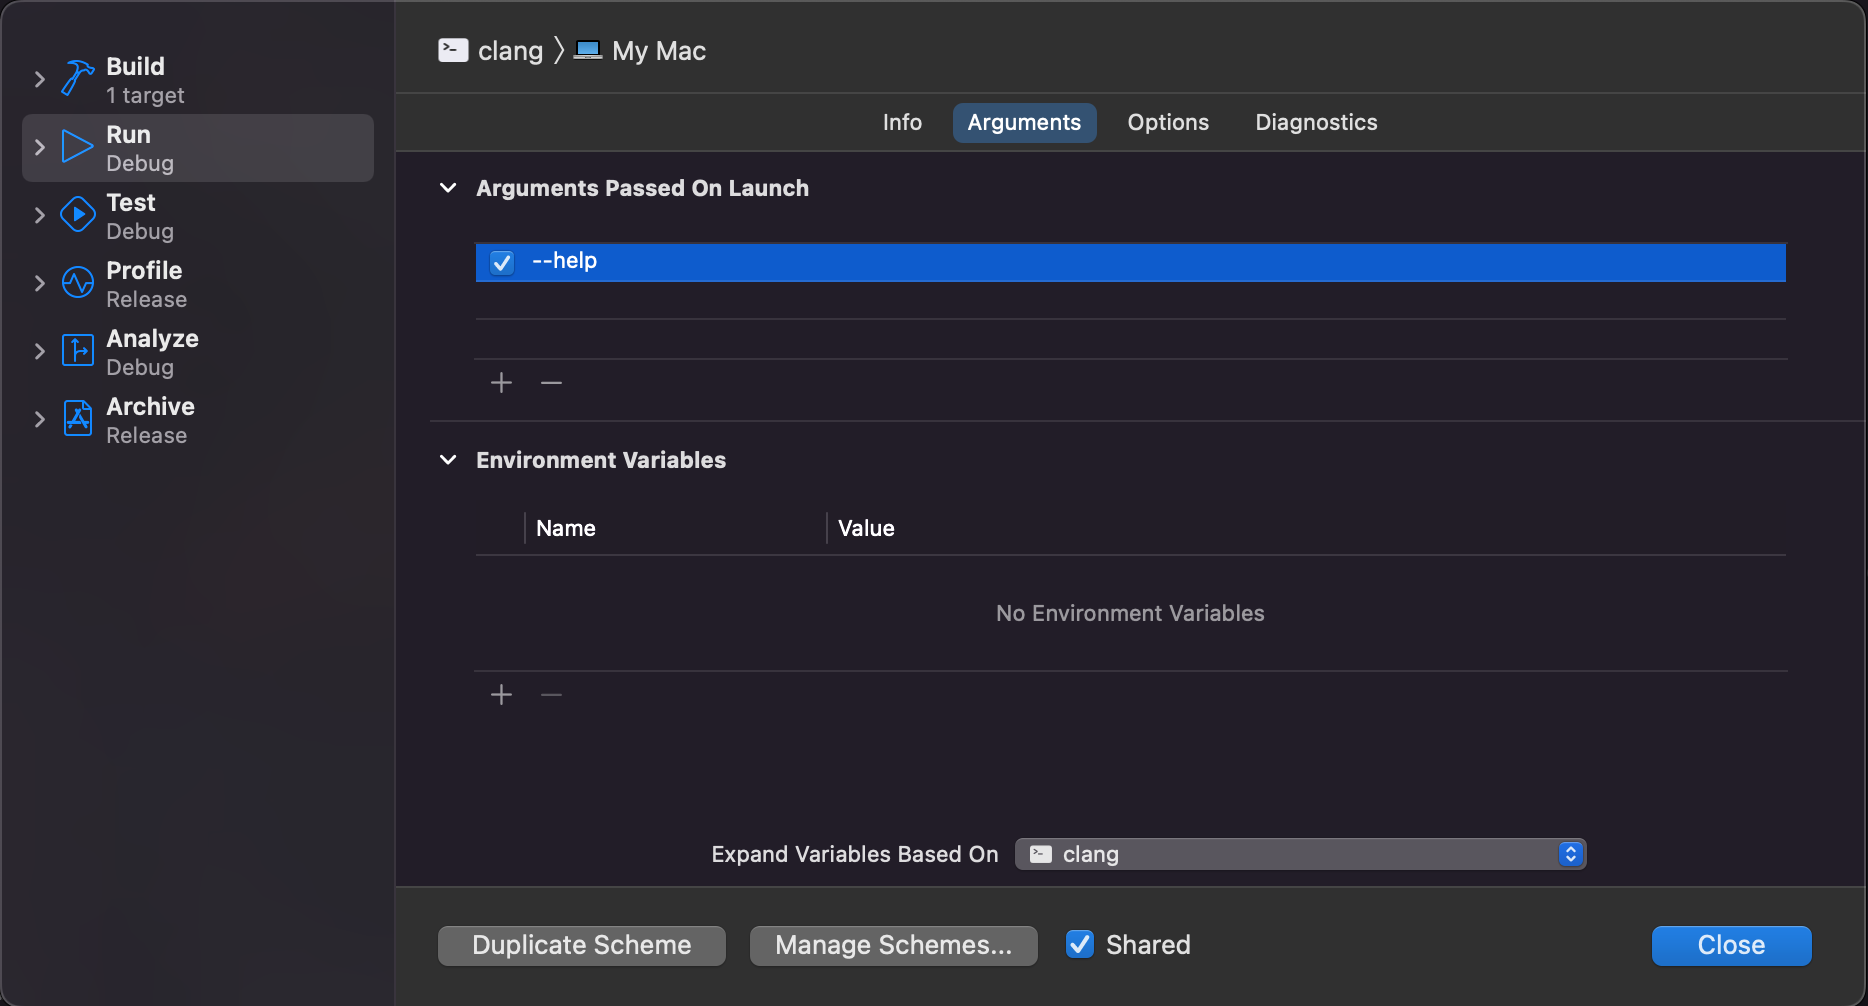 Build
1 target
Run
Debug
Test
Debug
Profile
Release
Analyze
Debug
Archive
Release
clang 〉 My Mac
Info Arguments Options Diagnostics
Arguments Passed On Launch
--help
Environment Variables
Name Value
No Environment Variables
Expand Variables Based On clang
Duplicate Scheme Manage Schemes... Shared Close